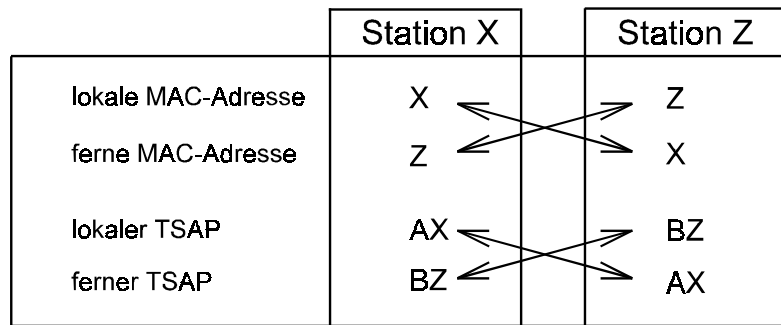 Station X Station Z
lokale MAC-Adresse X Z
ferne MAC-Adresse Z X
lokaler TSAP AX BZ
ferner TSAP BZ AX